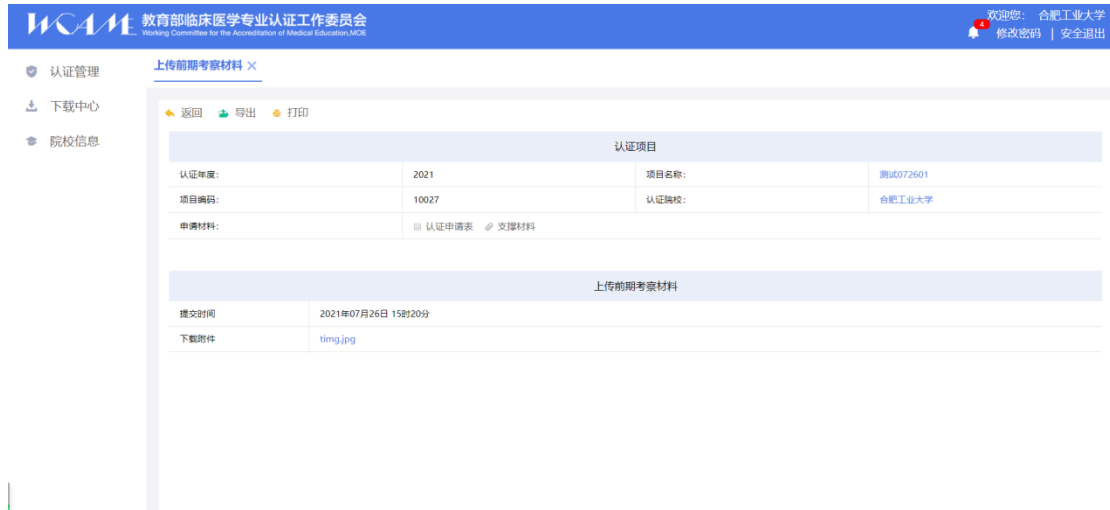 WCAME 教育部临床医学专业认证工作委员会
Working Committee for the Accreditation of Medical Education,MOE
欢迎您： 合肥工业大学
4
修改密码 | 安全退出
认证管理
下载中心
院校信息
上传前期考察材料 ×
返回 导出 打印
认证项目
认证年度: 2021 项目名称: 测试072601
项目编码: 10027 认证院校: 合肥工业大学
申请材料: 认证申请表 支撑材料
上传前期考察材料
提交时间 2021年07月26日 15时20分
下载附件 timg.jpg